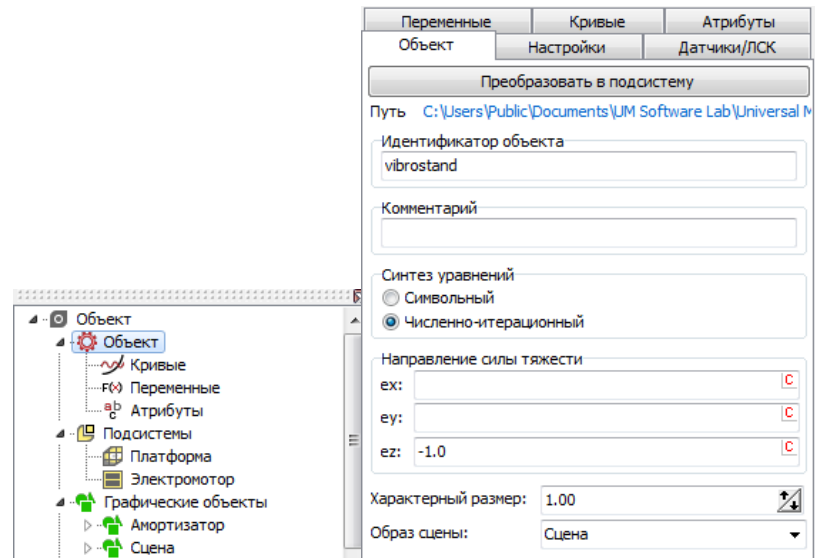 Переменные Кривые Атрибуты
Объект Настройки Датчики/ЛСК
Преобразовать в подсистему
Путь C:\Users\Public\Documents\UM Software Lab\Universal M
Идентификатор объекта
vibrostand
Комментарий
Синтез уравнений
Символьный
Численно-итерационный
Направление силы тяжести
ex: C
ey: C
ez: -1.0 C
Характерный размер: 1.00
Образ сцены: Сцена
Объект
Объект
Кривые
F(x) Переменные
ab
c Атрибуты
Подсистемы
Платформа
Электромотор
Графические объекты
Амортизатор
Сцена